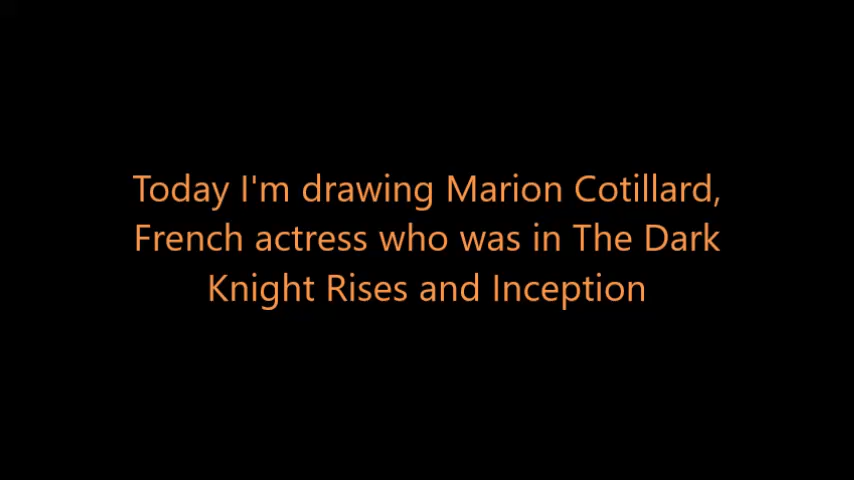 Today I'm drawing Marion Cotillard,
French actress who was in The Dark
Knight Rises and Inception